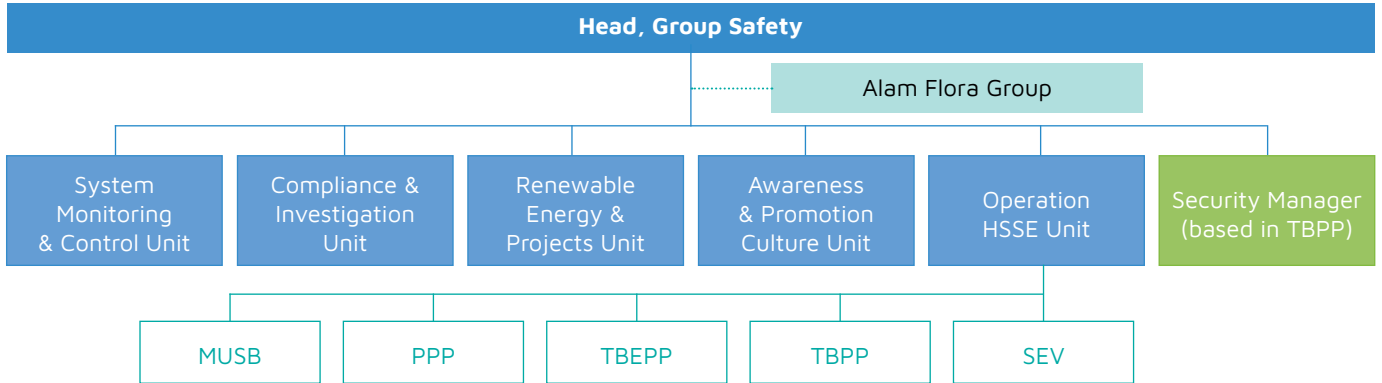 Head, Group Safety
Alam Flora Group
System
Monitoring
& Control Unit
Compliance &
Investigation
Unit
Renewable
Energy &
Projects Unit
Awareness
& Promotion
Culture Unit
Operation
HSSE Unit
Security Manager
(based in TBPP)
MUSB
PPP
TBEPP
TBPP
SEV